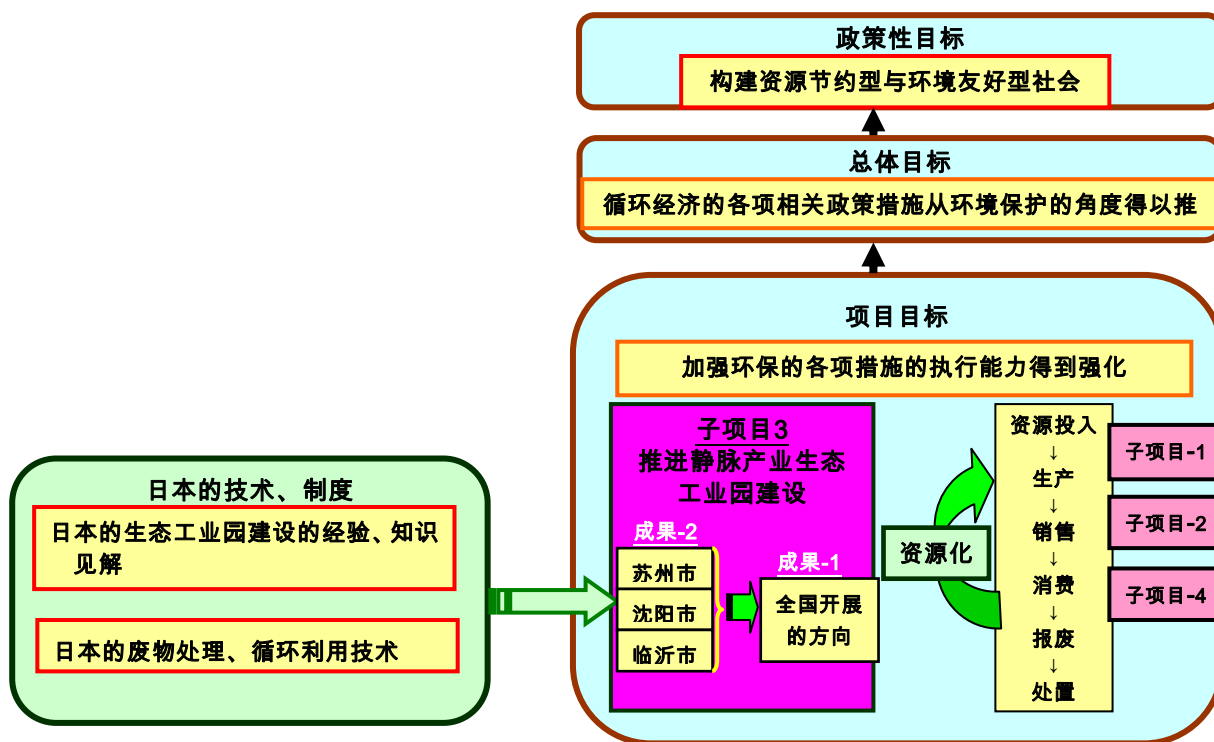 政策性目标
构建资源节约型与环境友好型社会
总体目标
循环经济的各项相关政策措施从环境保护的角度得以推
项目目标
加强环保的各项措施的执行能力得到强化
子项目3
推进静脉产业生态
工业园建设
成果-2
苏州市
沈阳市
临沂市
成果-1
全国开展
的方向
资源化
资源投入
↓
生产
↓
销售
↓
消费
↓
报废
↓
处置
子项目-1
子项目-2
子项目-4
日本的技术、制度
日本的生态工业园建设的经验、知识
见解
日本的废物处理、循环利用技术